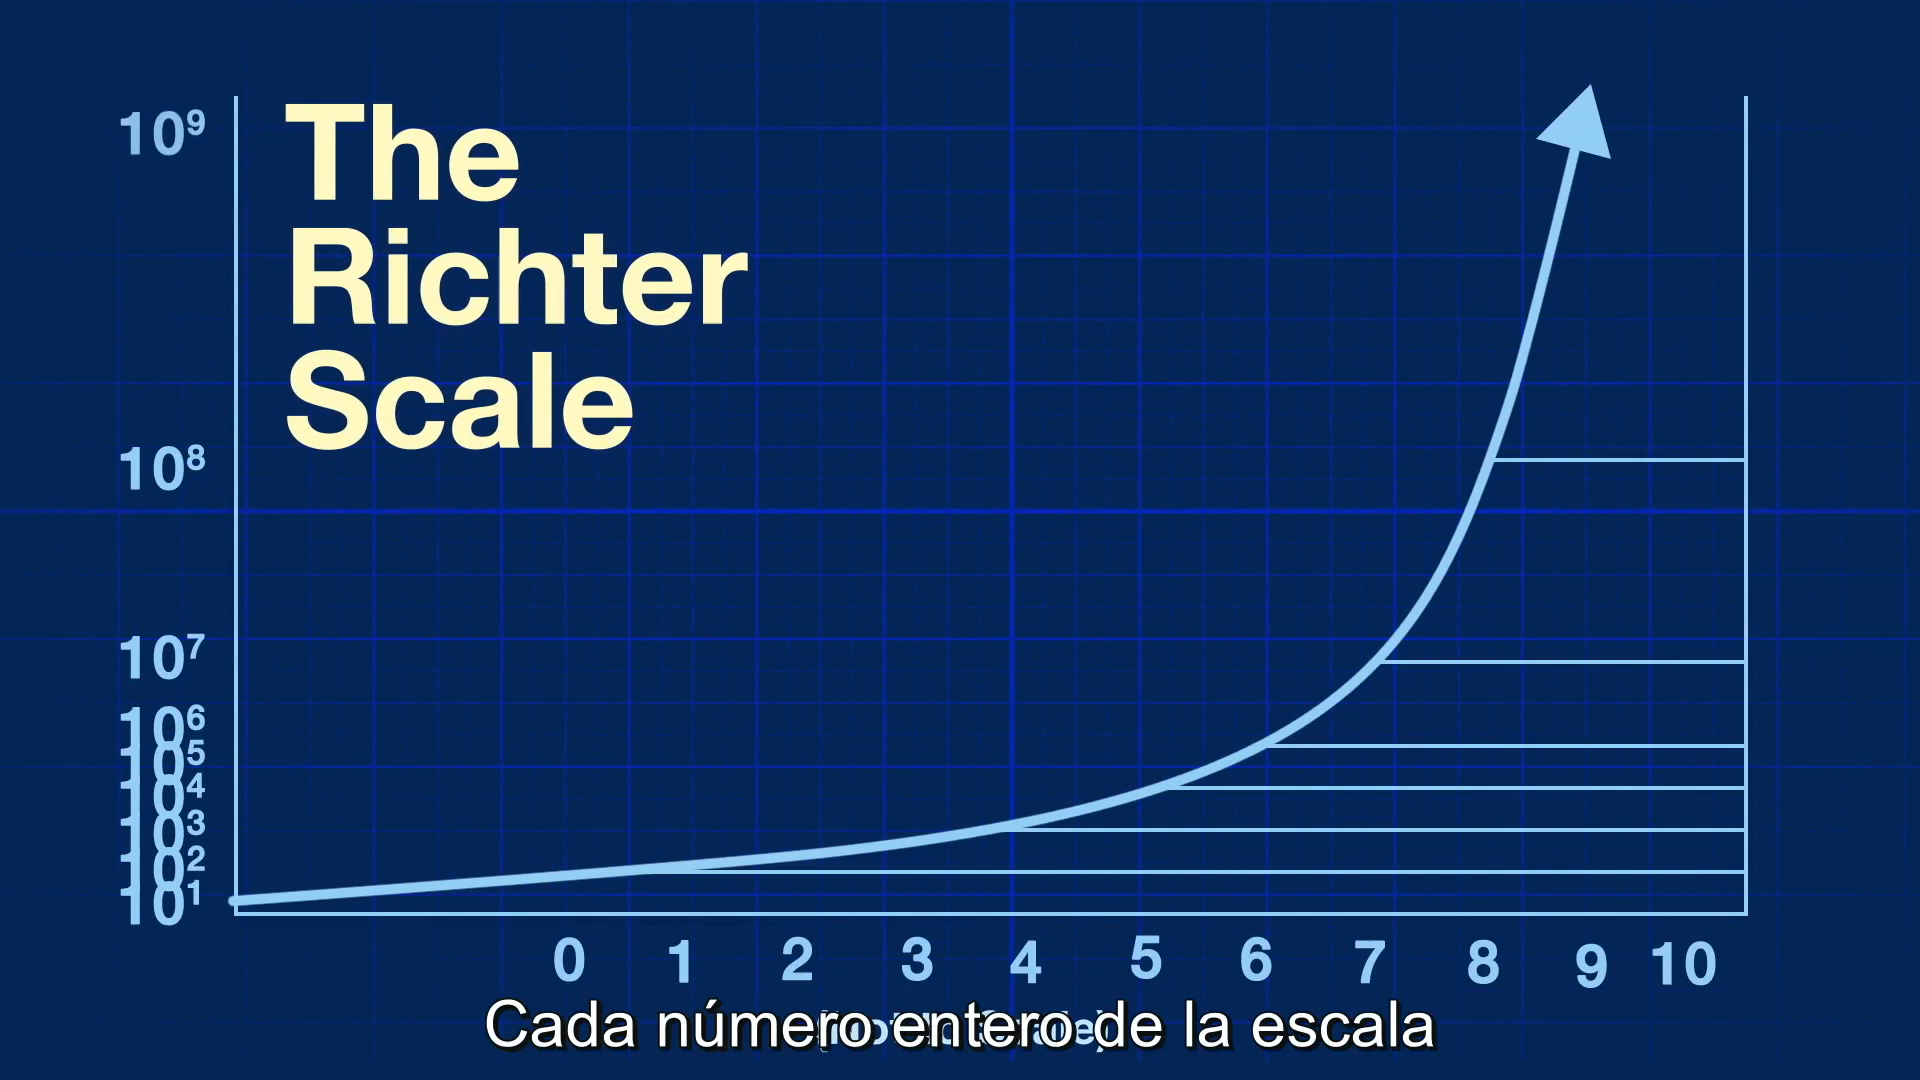 The
Richter
Scale
10⁹
10⁸
10⁷
10⁶
10⁵
10⁴
10³
10²
10¹
0 1 2 3 4 5 6 7 8 9 10
Cada número entero de la escala